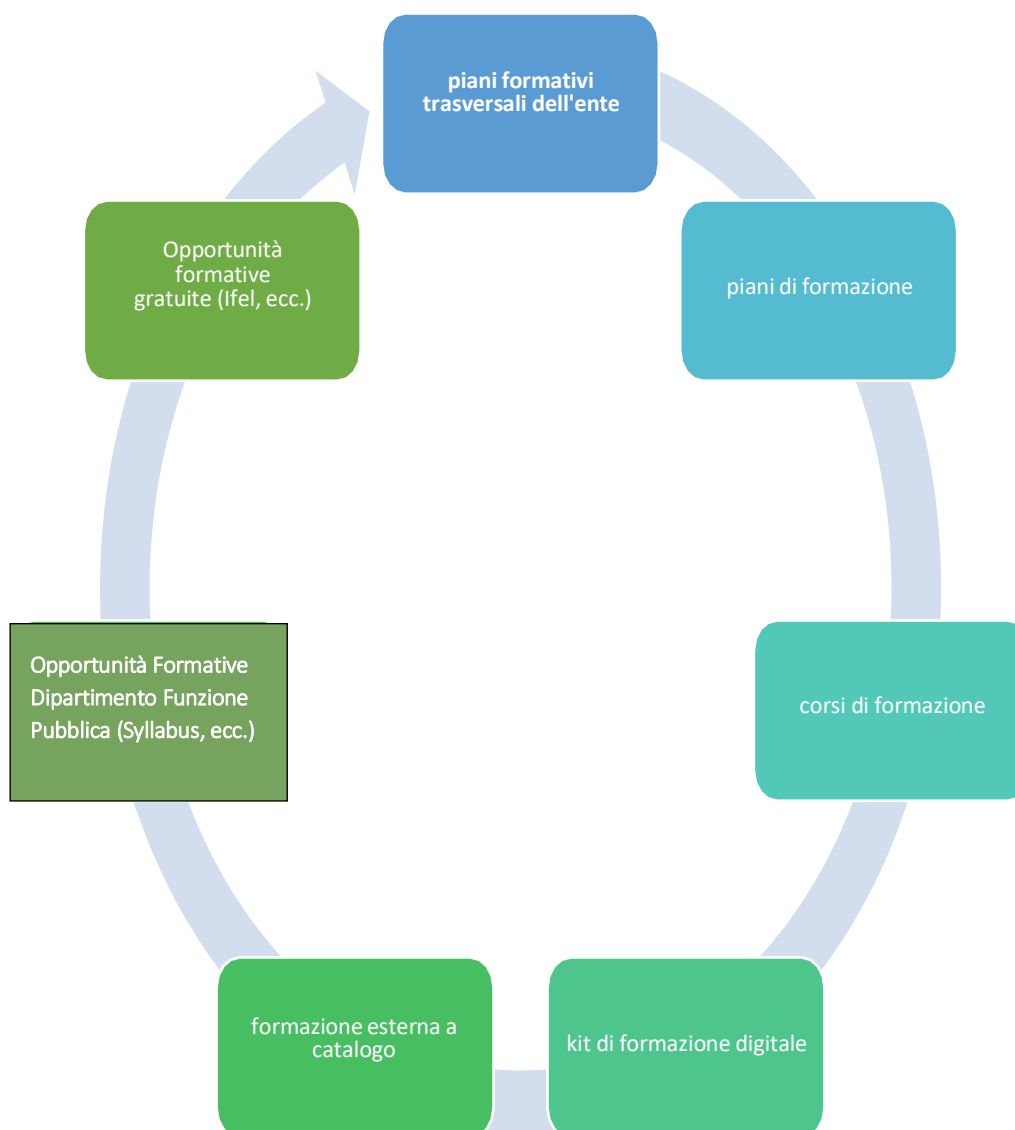 piani formativi
trasversali dell'ente
piani di formazione
corsi di formazione
kit di formazione digitale
formazione esterna a
catalogo
Opportunità Formative
Dipartimento Funzione
Pubblica (Syllabus, ecc.)
Opportunità
formative
gratuite (Ifel, ecc.)